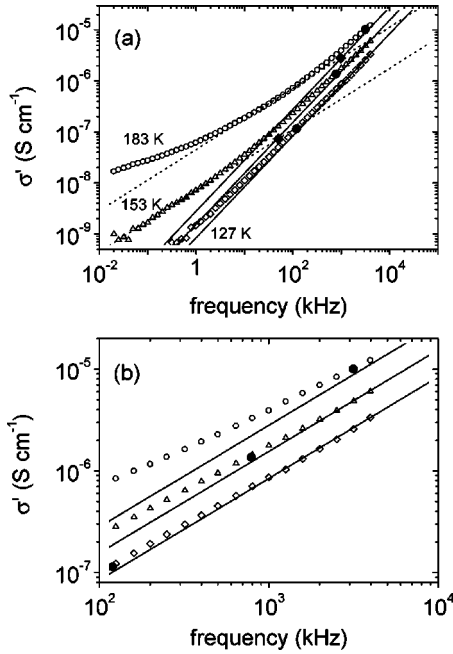 (a)
σ' (S cm⁻¹)
10⁻⁵
10⁻⁶
10⁻⁷
10⁻⁸
10⁻⁹
183 K
153 K
127 K
10⁻² 1 10² 10⁴
frequency (kHz)
(b)
σ' (S cm⁻¹)
10⁻⁵
10⁻⁶
10⁻⁷
10² 10³ 10⁴
frequency (kHz)